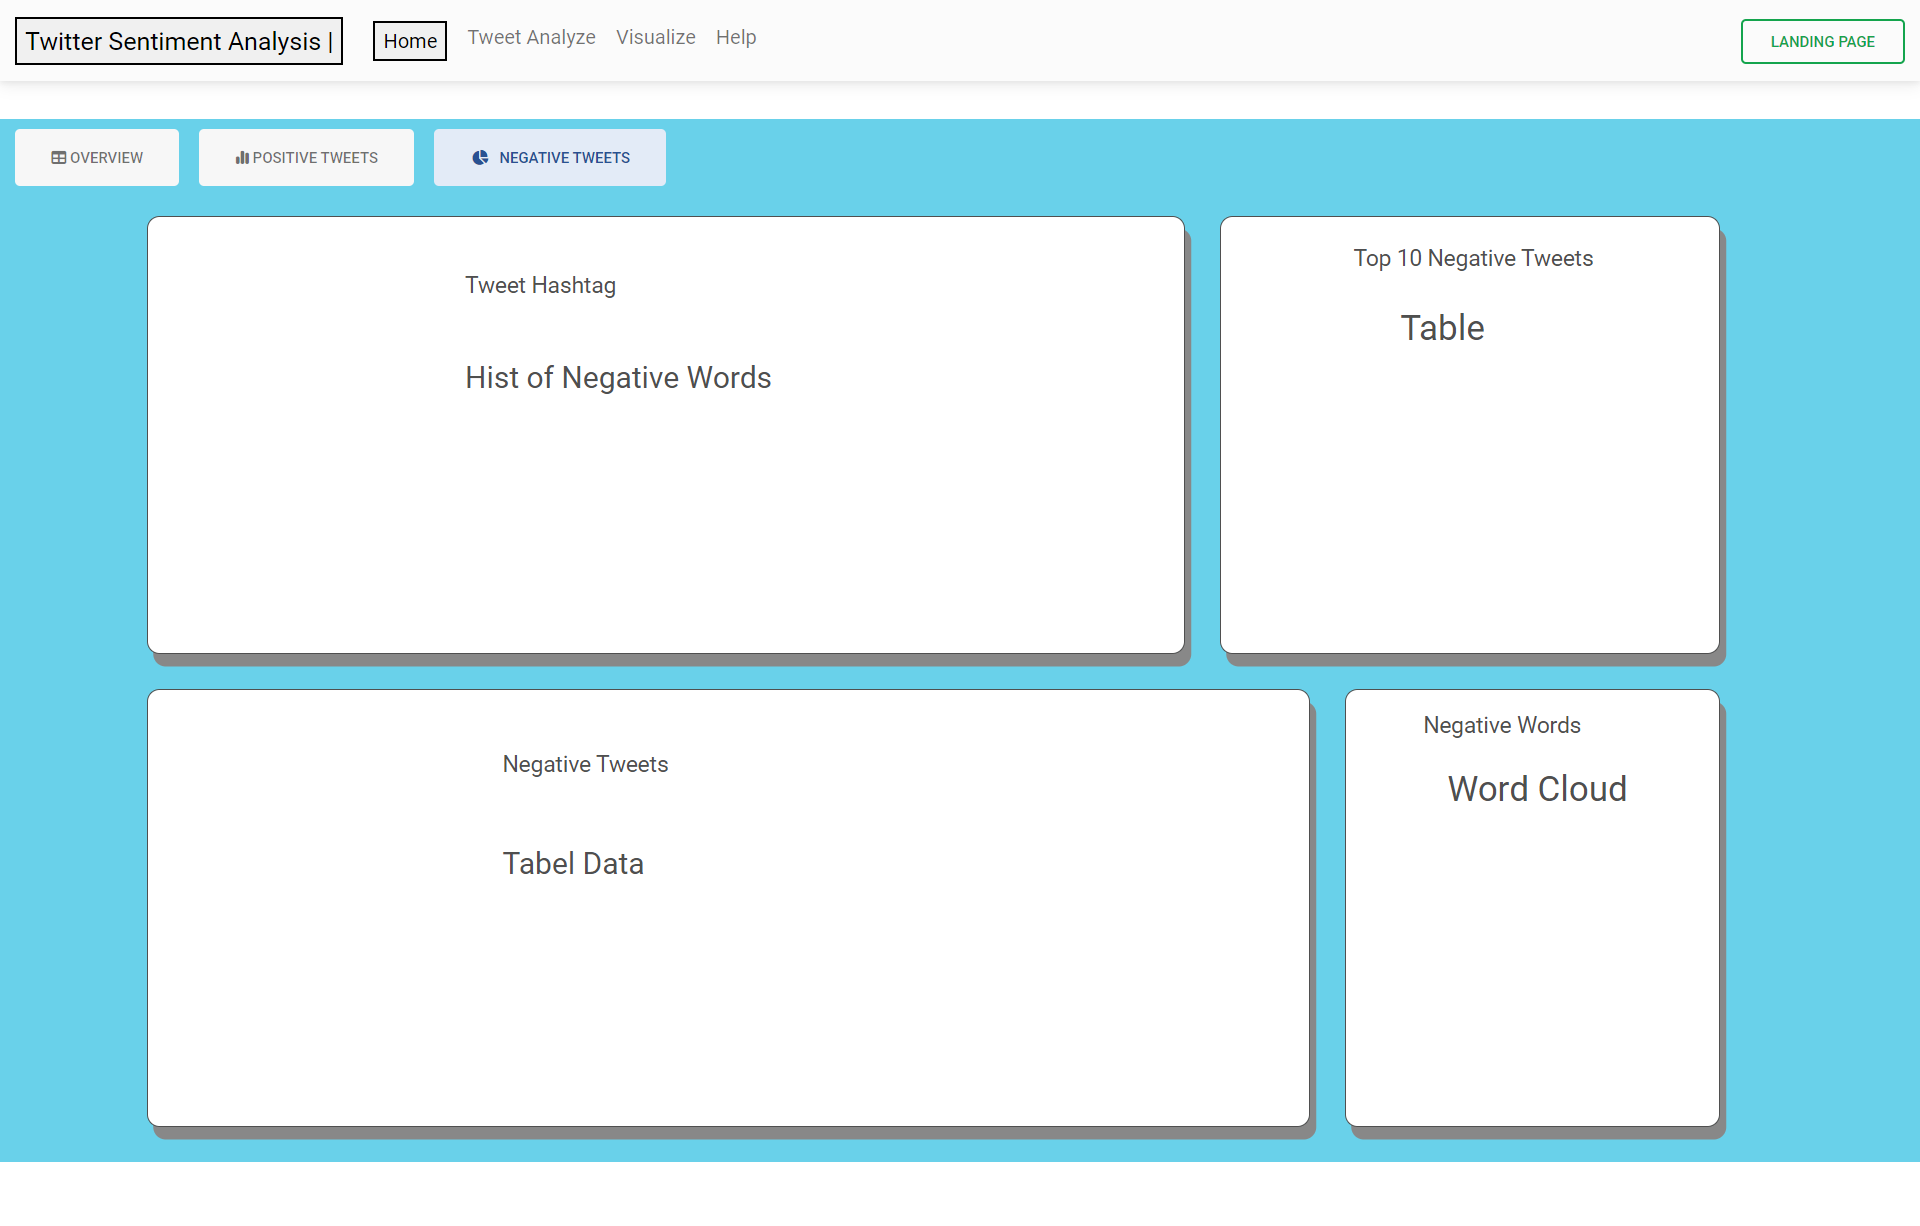 Twitter Sentiment Analysis |
Home
Tweet Analyze
Visualize
Help
LANDING PAGE
OVERVIEW
POSITIVE TWEETS
NEGATIVE TWEETS
Tweet Hashtag
Hist of Negative Words
Top 10 Negative Tweets
Table
Negative Tweets
Tabel Data
Negative Words
Word Cloud